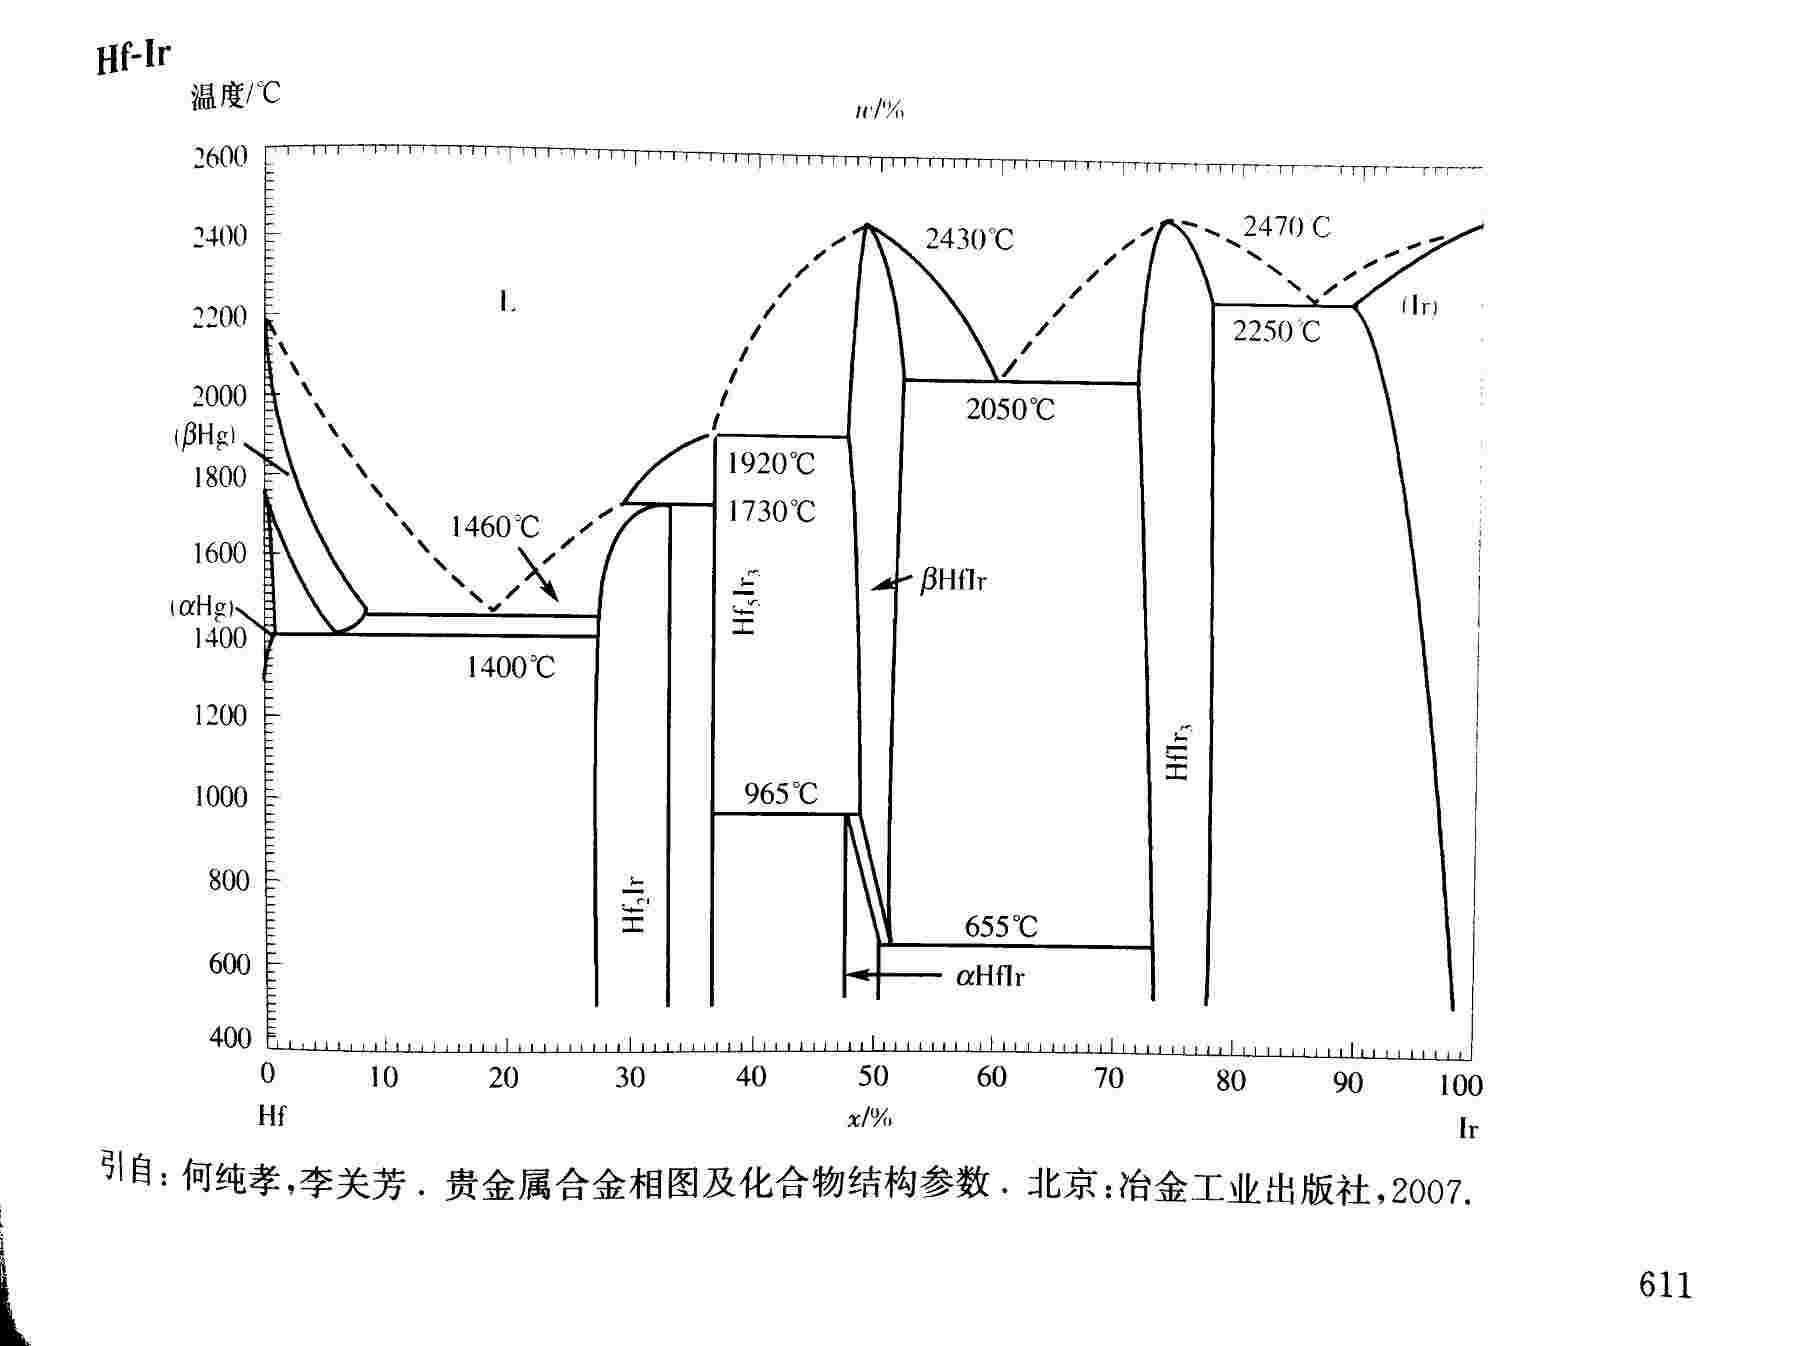 Hf-Ir
温度/℃
w/%
2600
2400
2200
2000
1800
1600
1400
1200
1000
800
600
400
L
2430℃
2470℃
(Ir)
2250℃
2050℃
(βHg)
1920℃
1730℃
1460℃
βHfIr
Hf5Ir3
(αHg)
1400℃
HfIr3
965℃
Hf2Ir
655℃
αHfIr
0 10 20 30 40 50 60 70 80 90 100
Hf x/% Ir
引自：何纯孝,李关芳．贵金属合金相图及化合物结构参数．北京:冶金工业出版社,2007.
611